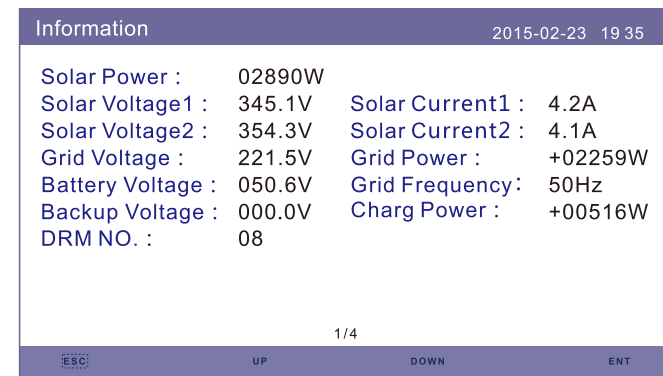 Information 2015-02-23 19 35
Solar Power : 02890W
Solar Voltage1 : 345.1V Solar Current1 : 4.2A
Solar Voltage2 : 354.3V Solar Current2 : 4.1A
Grid Voltage : 221.5V Grid Power : +02259W
Battery Voltage : 050.6V Grid Frequency: 50Hz
Backup Voltage : 000.0V Charg Power : +00516W
DRM NO. : 08
1/4
ESC UP DOWN ENT